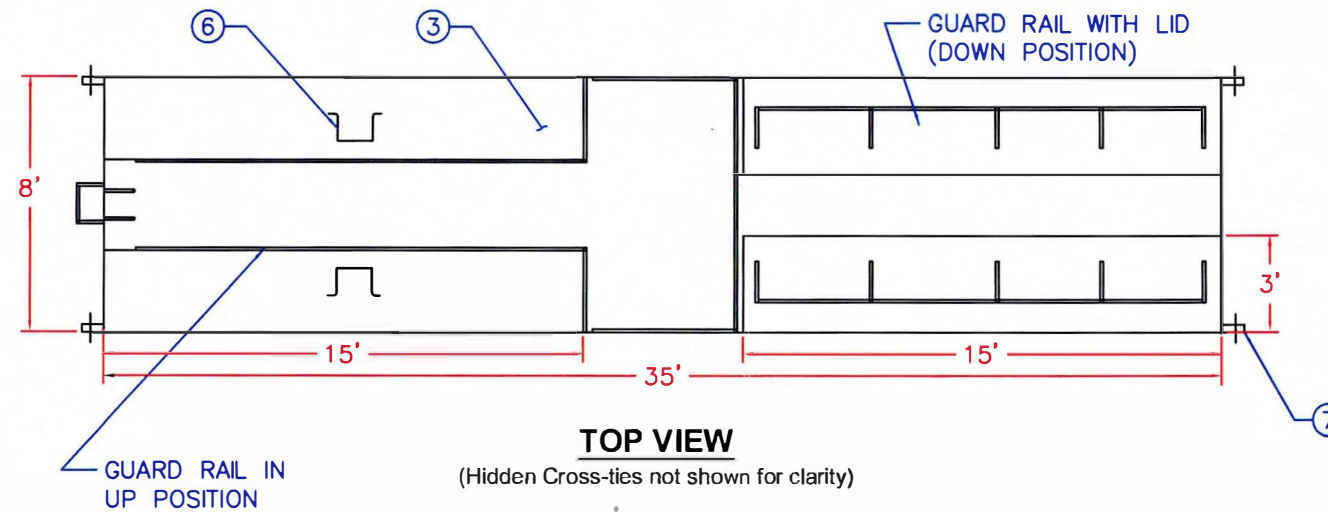 6
3
GUARD RAIL WITH LID
(DOWN POSITION)
8'
3'
15'
15'
35'
7
GUARD RAIL IN
UP POSITION
TOP VIEW
(Hidden Cross-ties not shown for clarity)